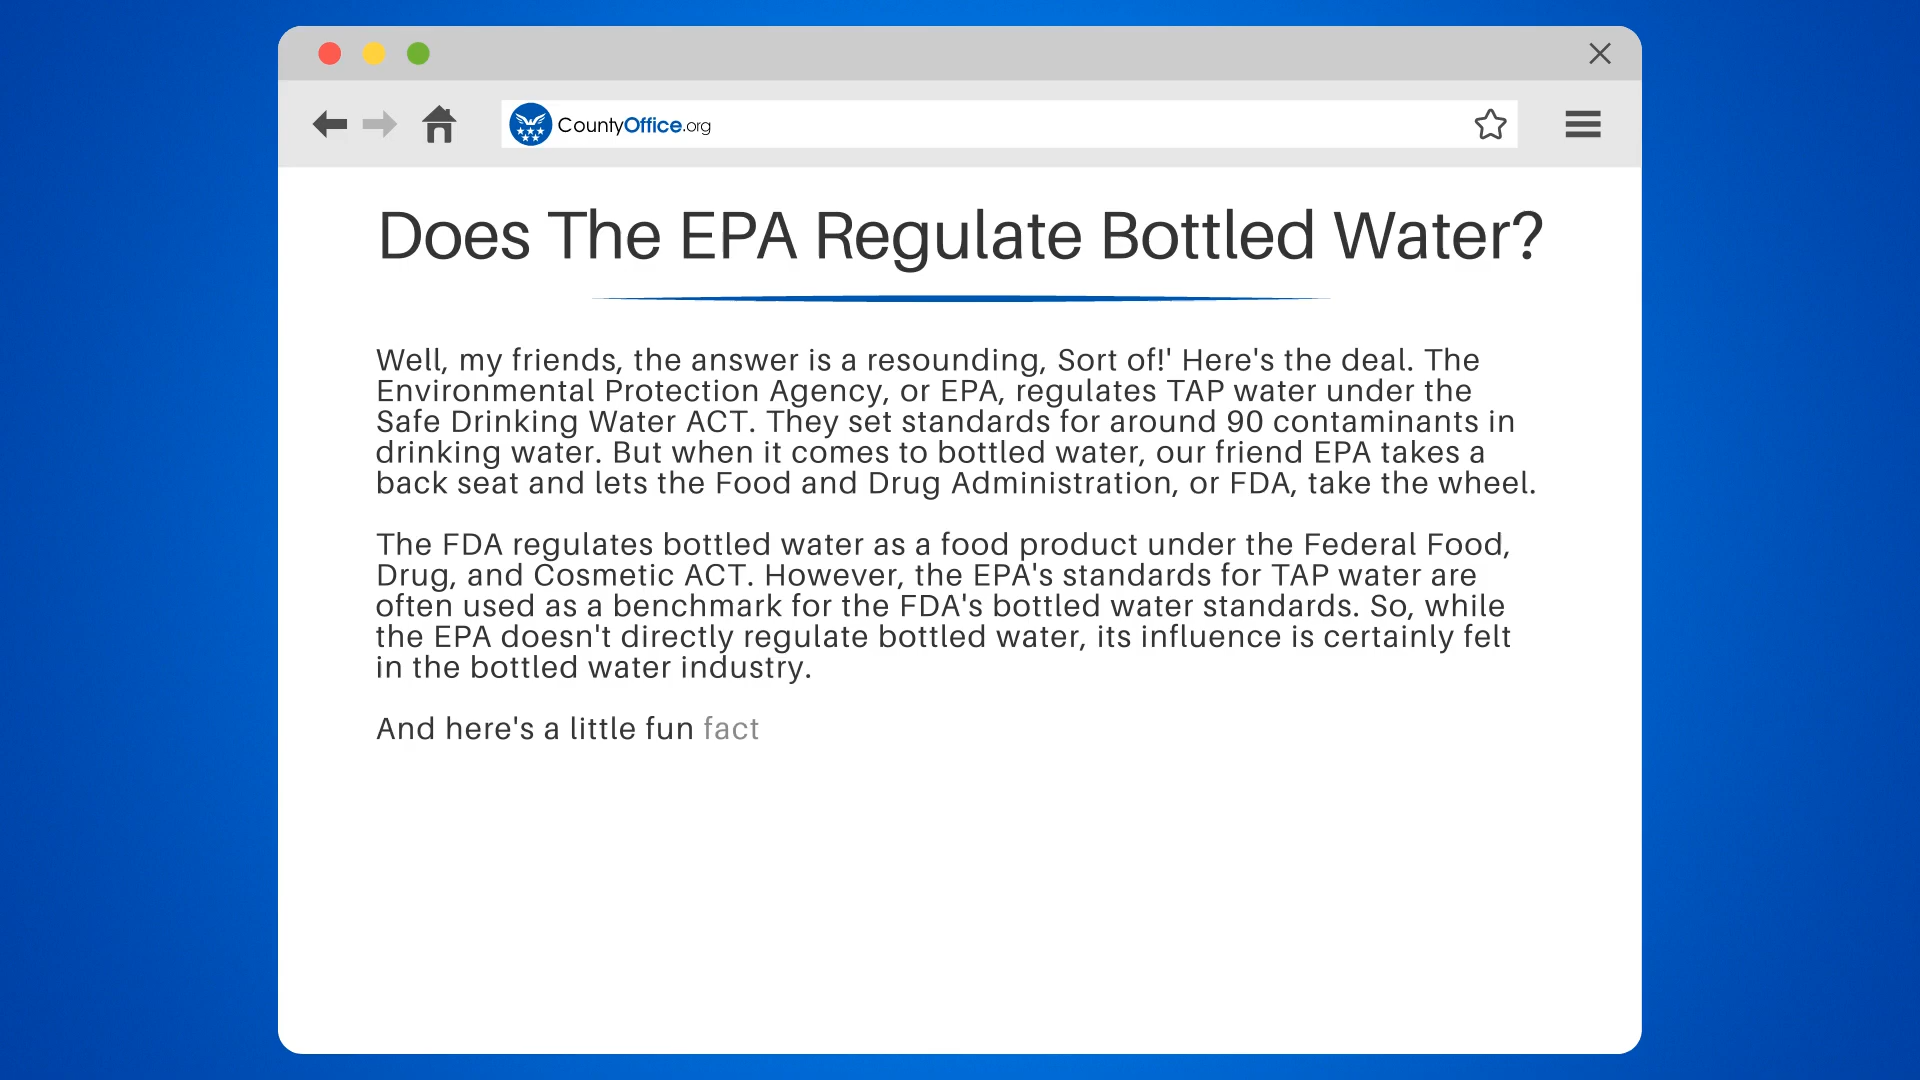 CountyOffice.org
Does The EPA Regulate Bottled Water?
Well, my friends, the answer is a resounding, Sort of!' Here's the deal. The
Environmental Protection Agency, or EPA, regulates TAP water under the
Safe Drinking Water ACT. They set standards for around 90 contaminants in
drinking water. But when it comes to bottled water, our friend EPA takes a
back seat and lets the Food and Drug Administration, or FDA, take the wheel.
The FDA regulates bottled water as a food product under the Federal Food,
Drug, and Cosmetic ACT. However, the EPA's standards for TAP water are
often used as a benchmark for the FDA's bottled water standards. So, while
the EPA doesn't directly regulate bottled water, its influence is certainly felt
in the bottled water industry.
And here's a little fun fact